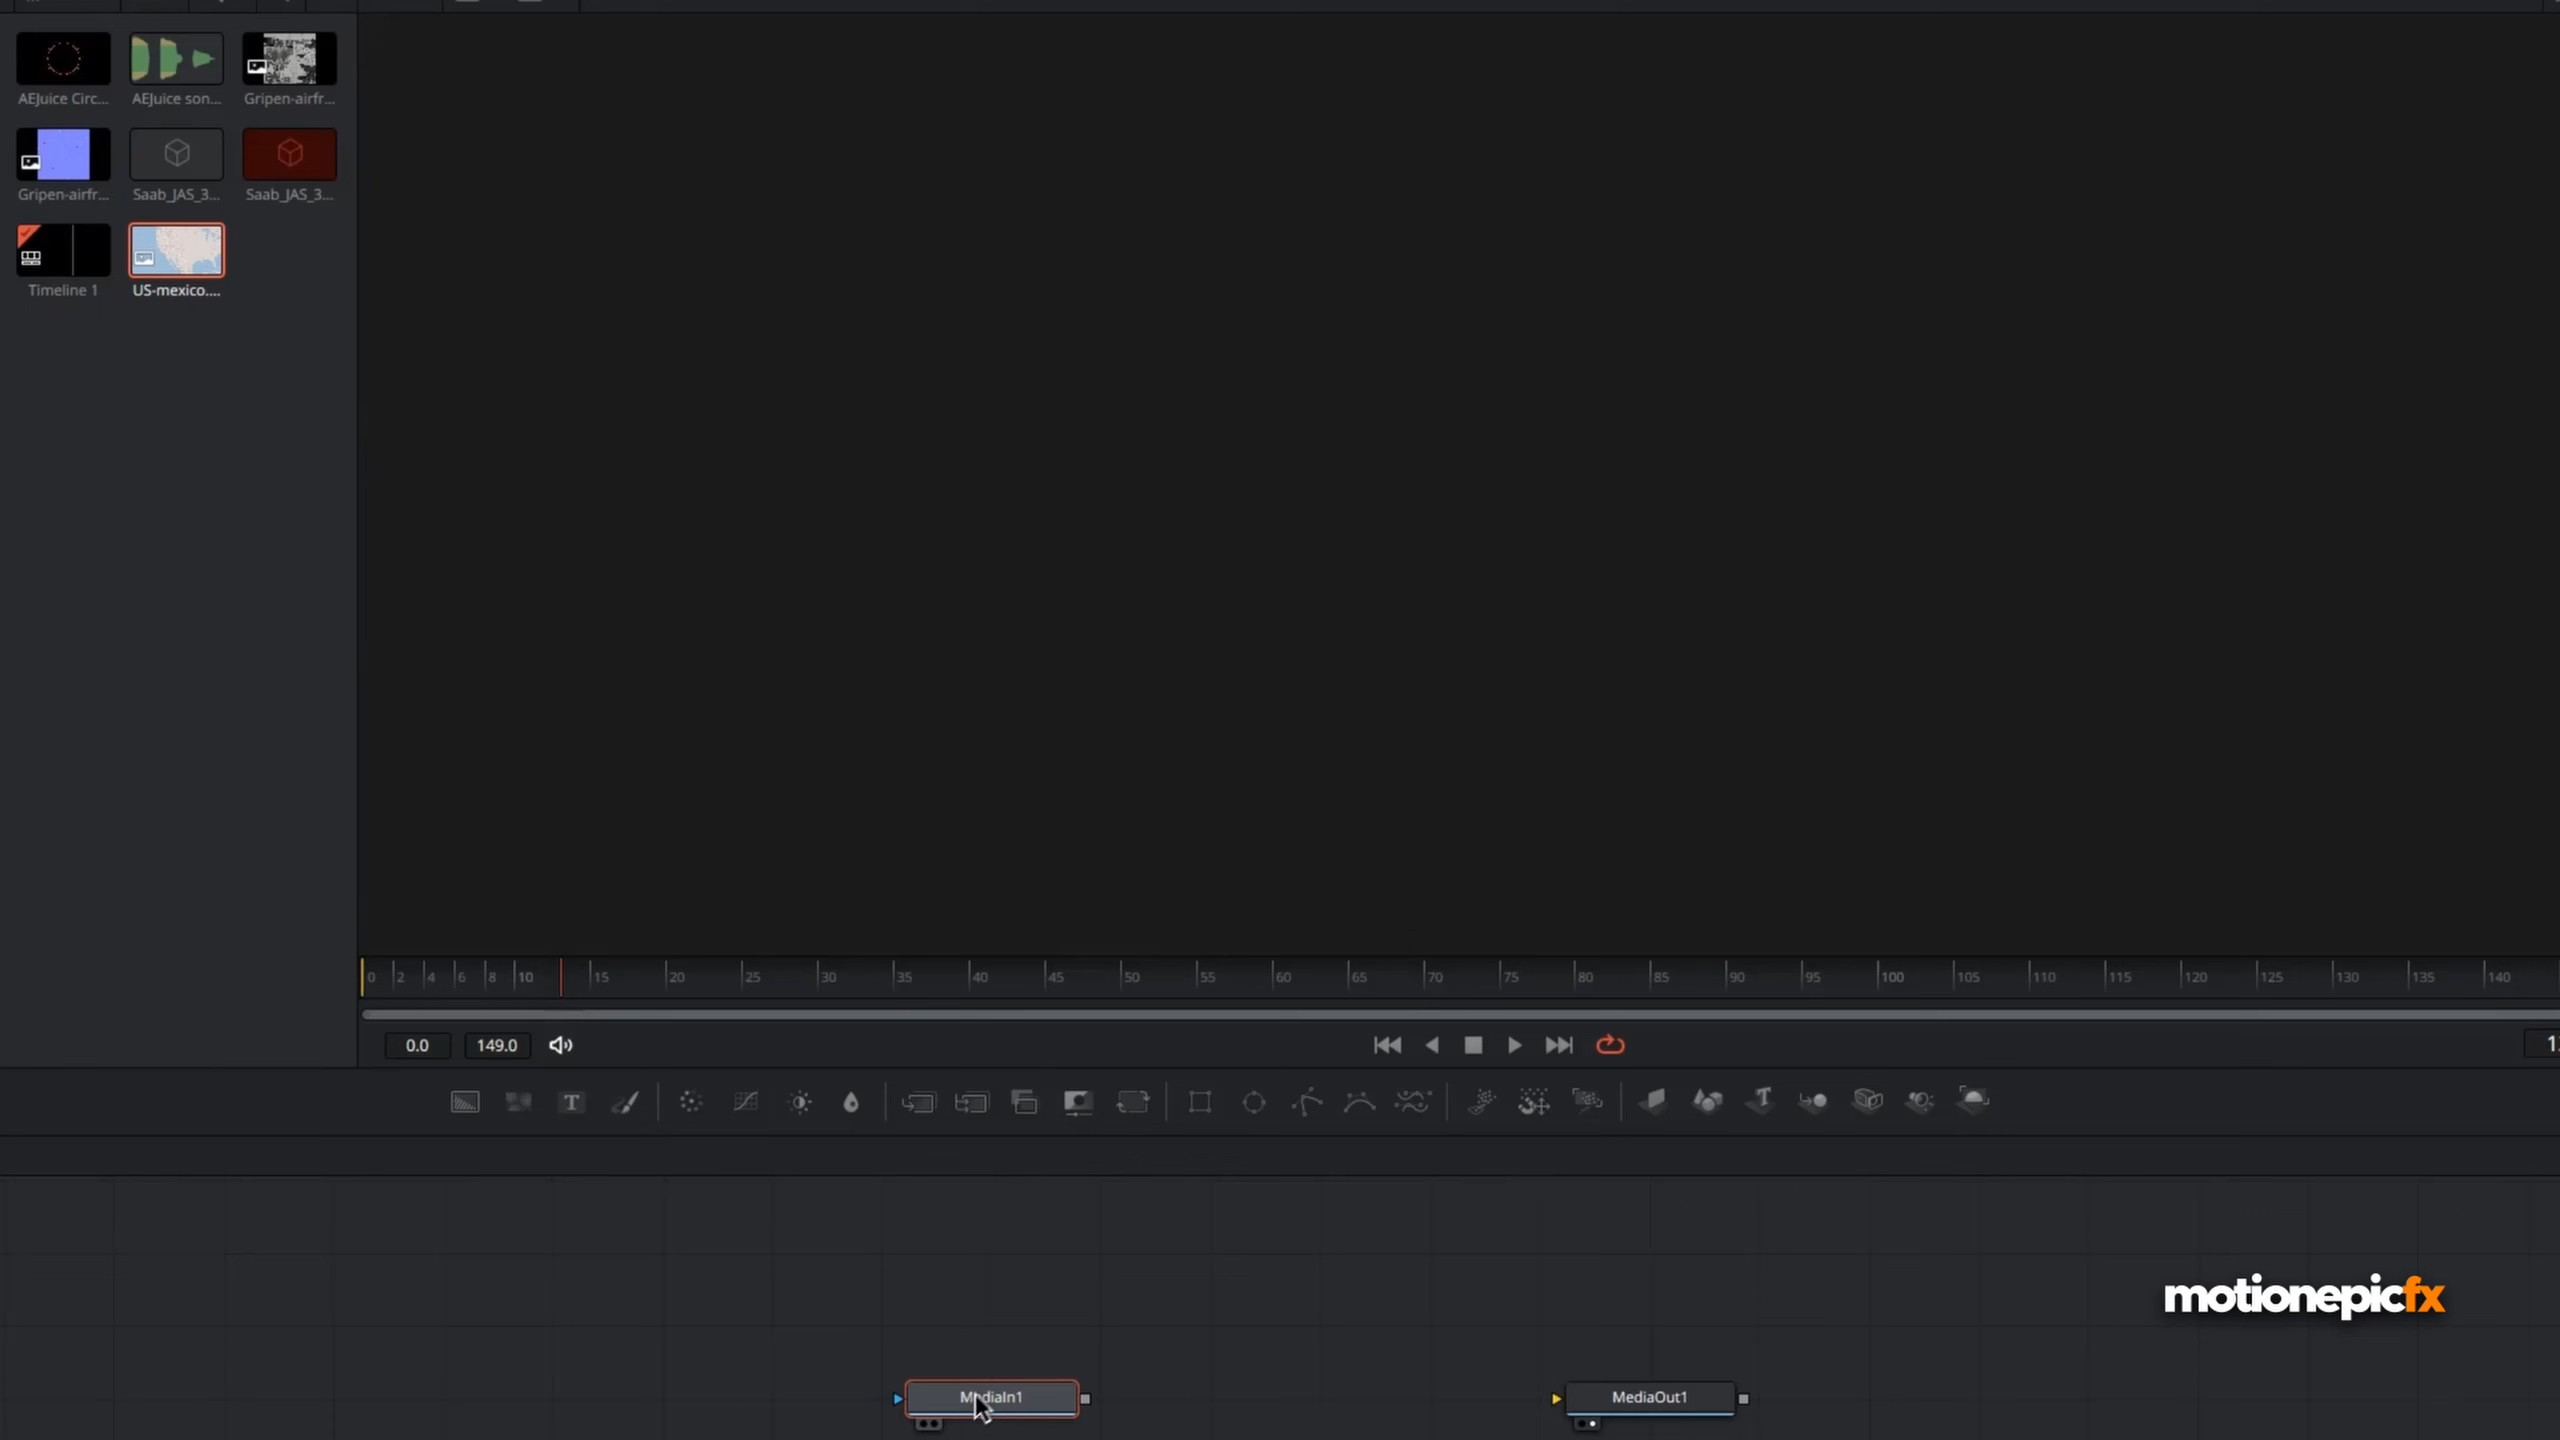 AEJuice Circ...
AEJuice son...
Gripen-airfr...
Gripen-airfr...
Saab_JAS_3...
Saab_JAS_3...
Timeline 1
US-mexico....
0 2 4 6 8 10 15 20 25 30 35 40 45 50 55 60 65 70 75 80 85 90 95 100 105 110 115 120 125 130 135 140
0.0
149.0
T
T
motionepicfx
MediaIn1
MediaOut1